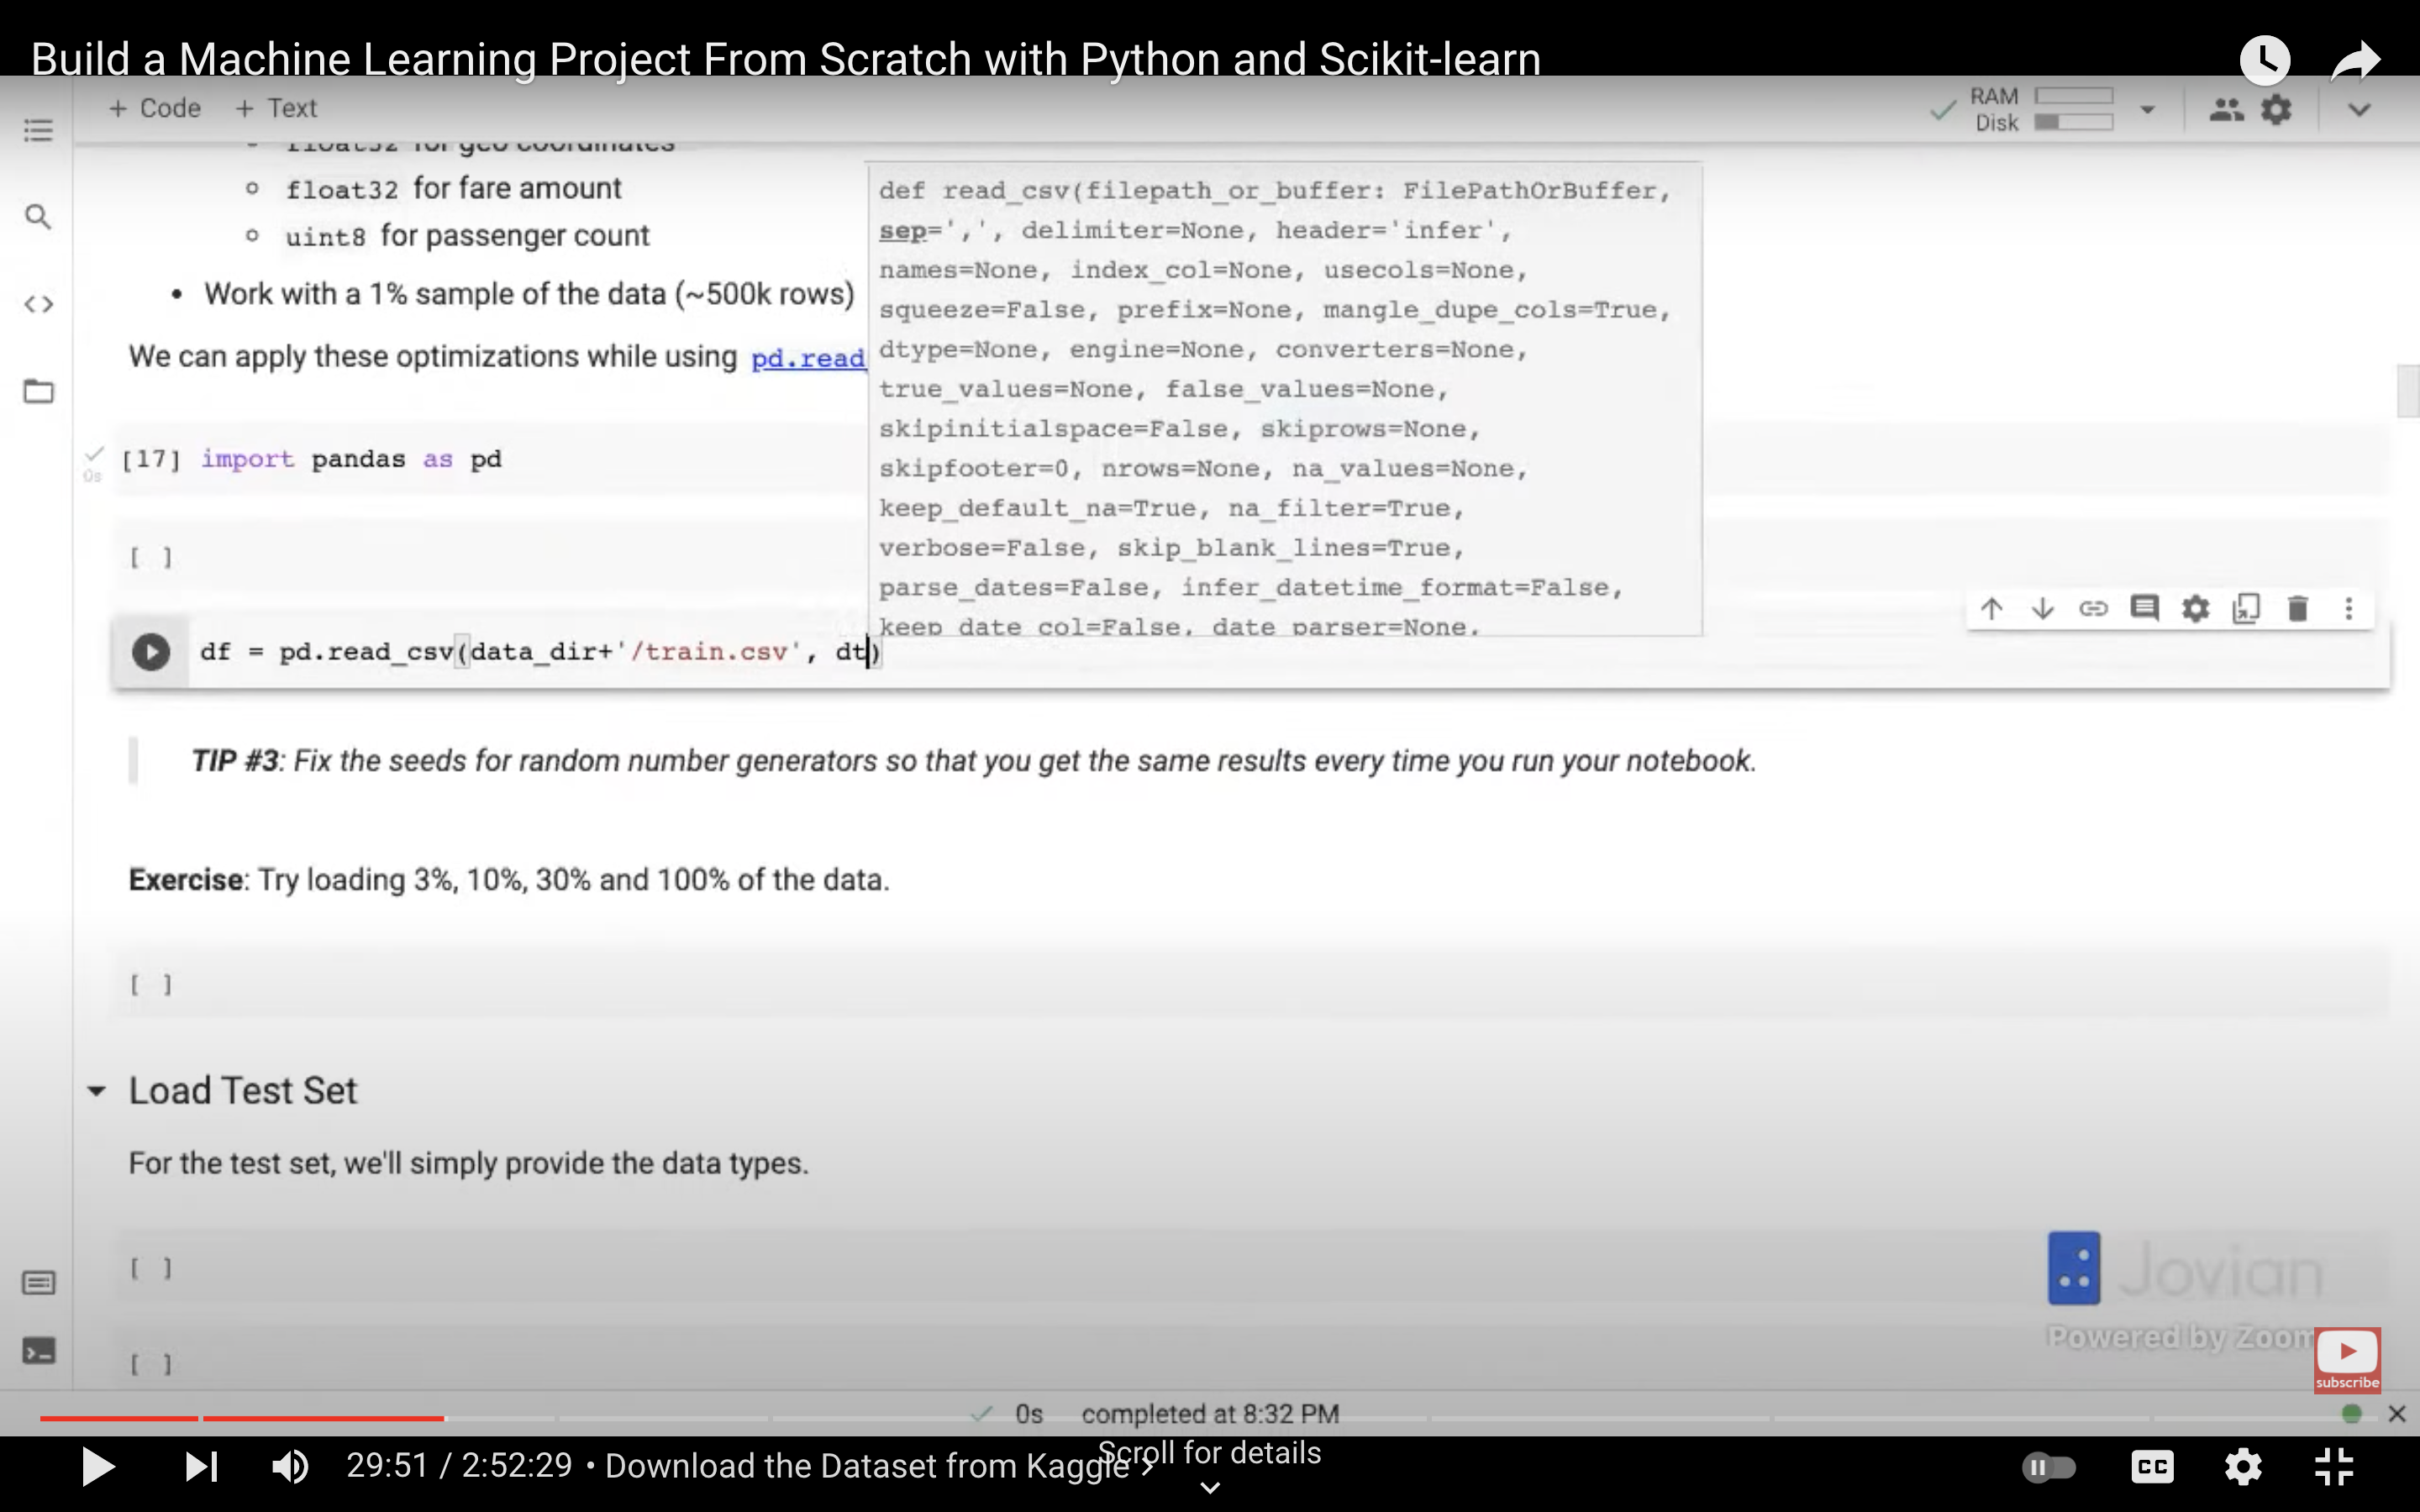 Build a Machine Learning Project From Scratch with Python and Scikit-learn
+ Code + Text
RAM
Disk
float32 for geo coordinates
float32 for fare amount
uint8 for passenger count
Work with a 1% sample of the data (~500k rows)
We can apply these optimizations while using pd.read_
def read_csv(filepath_or_buffer: FilePathOrBuffer,
sep=',', delimiter=None, header='infer',
names=None, index_col=None, usecols=None,
squeeze=False, prefix=None, mangle_dupe_cols=True,
dtype=None, engine=None, converters=None,
true_values=None, false_values=None,
skipinitialspace=False, skiprows=None,
skipfooter=0, nrows=None, na_values=None,
keep_default_na=True, na_filter=True,
verbose=False, skip_blank_lines=True,
parse_dates=False, infer_datetime_format=False,
keep_date_col=False, date_parser=None,
[17] import pandas as pd
0s
[ ]
df = pd.read_csv(data_dir+'/train.csv', dt)
TIP #3: Fix the seeds for random number generators so that you get the same results every time you run your notebook.
Exercise: Try loading 3%, 10%, 30% and 100% of the data.
[ ]
Load Test Set
For the test set, we'll simply provide the data types.
[ ]
[ ]
Jovian
Powered by Zoom
subscribe
0s completed at 8:32 PM
29:51 / 2:52:29 • Download the Dataset from Kaggle
Scroll for details
CC